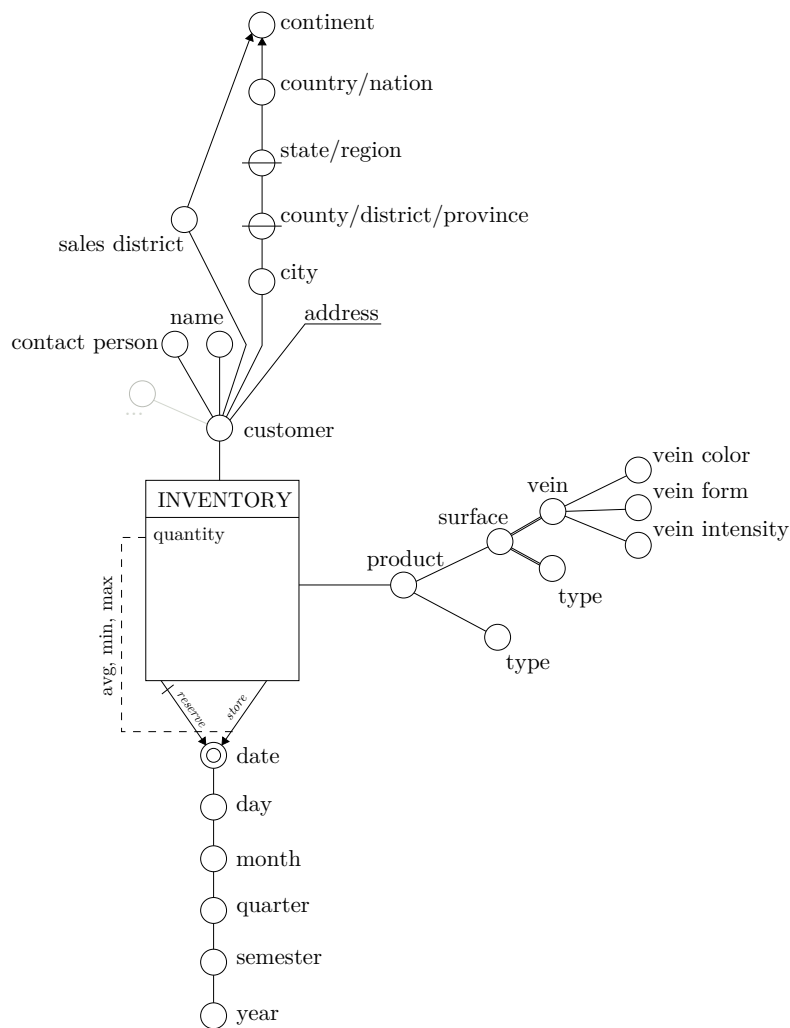 continent
country/nation
state/region
county/district/province
sales district
city
address
name
contact person
...
customer
INVENTORY
quantity
vein color
vein form
vein intensity
vein
surface
type
product
type
avg, min, max
reserve
store
date
day
month
quarter
semester
year